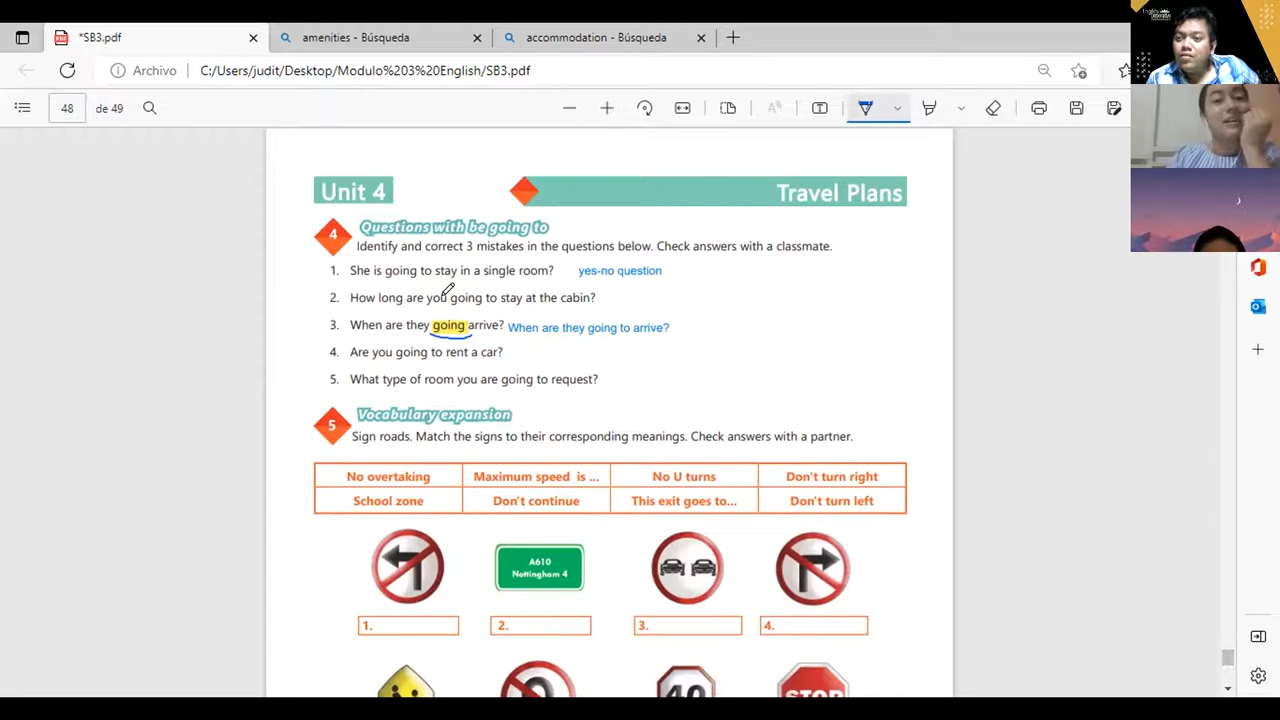 *SB3.pdf
amenities - Búsqueda
accommodation - Búsqueda
Archivo
C:/Users/judit/Desktop/Modulo%203%20English/SB3.pdf
48 de 49
Unit 4
Travel Plans
4 Questions with be going to
Identify and correct 3 mistakes in the questions below. Check answers with a classmate.
1. She is going to stay in a single room? yes-no question
2. How long are you going to stay at the cabin?
3. When are they going arrive? When are they going to arrive?
4. Are you going to rent a car?
5. What type of room you are going to request?
5 Vocabulary expansion
Sign roads. Match the signs to their corresponding meanings. Check answers with a partner.
No overtaking Maximum speed is ... No U turns Don't turn right
School zone Don't continue This exit goes to... Don't turn left
A610
Nottingham 4
1. 2. 3. 4.
40 STOP